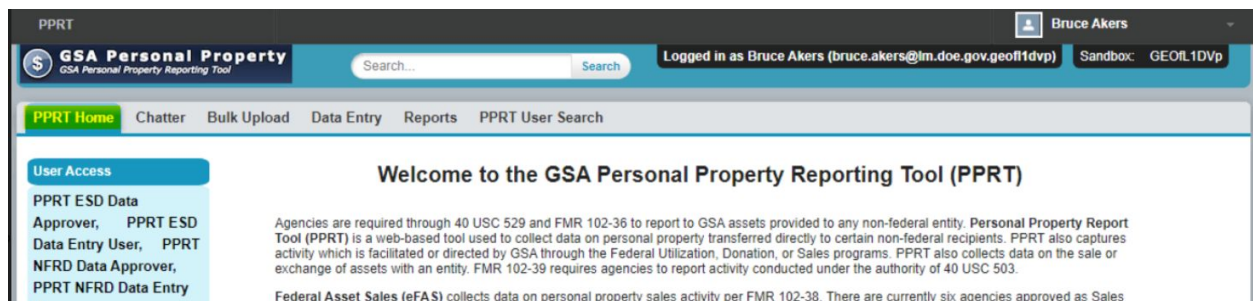 PPRT
Bruce Akers
GSA Personal Property
GSA Personal Property Reporting Tool
Search...
Search
Logged in as Bruce Akers (bruce.akers@lm.doe.gov.geofl1dvp)
Sandbox: GEOfL1DVp
PPRT Home Chatter Bulk Upload Data Entry Reports PPRT User Search
User Access
PPRT ESD Data
Approver, PPRT ESD
Data Entry User, PPRT
NFRD Data Approver,
PPRT NFRD Data Entry
Welcome to the GSA Personal Property Reporting Tool (PPRT)
Agencies are required through 40 USC 529 and FMR 102-36 to report to GSA assets provided to any non-federal entity. Personal Property Report
Tool (PPRT) is a web-based tool used to collect data on personal property transferred directly to certain non-federal recipients. PPRT also captures
activity which is facilitated or directed by GSA through the Federal Utilization, Donation, or Sales programs. PPRT also collects data on the sale or
exchange of assets with an entity. FMR 102-39 requires agencies to report activity conducted under the authority of 40 USC 503.
Federal Asset Sales (eFAS) collects data on personal property sales activity per FMR 102-38. There are currently six agencies approved as Sales